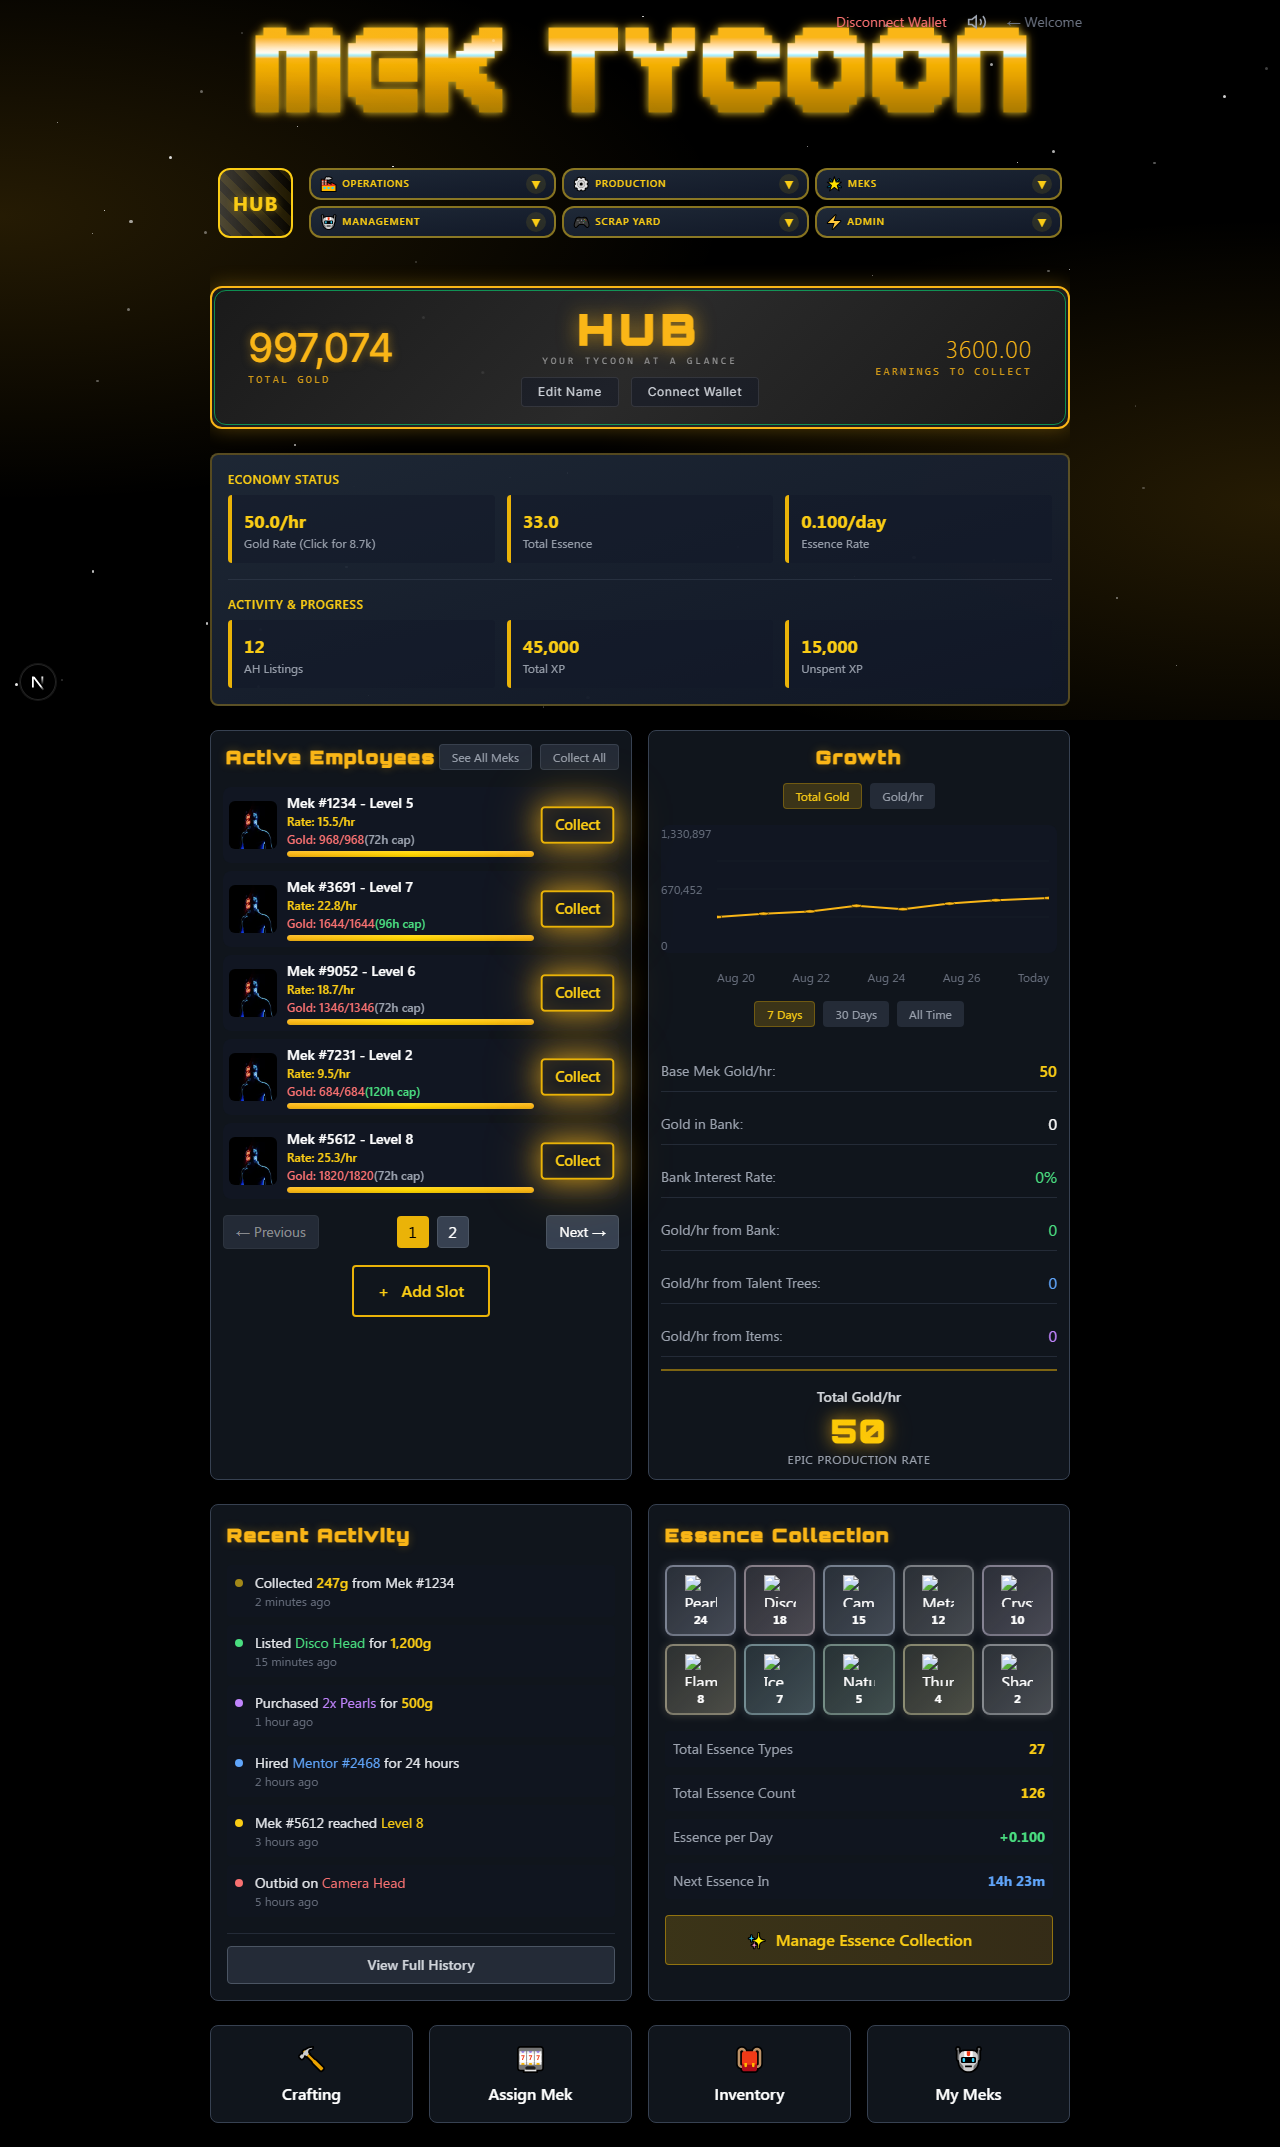 Disconnect Wallet
← Welcome
MEK TYCOON
HUB
OPERATIONS
PRODUCTION
MEKS
MANAGEMENT
SCRAP YARD
ADMIN
997,074
TOTAL GOLD
HUB
YOUR TYCOON AT A GLANCE
Edit Name
Connect Wallet
3600.00
EARNINGS TO COLLECT
ECONOMY STATUS
50.0/hr
Gold Rate (Click for 8.7k)
33.0
Total Essence
0.100/day
Essence Rate
ACTIVITY & PROGRESS
12
AH Listings
45,000
Total XP
15,000
Unspent XP
N
Active Employees
See All Meks
Collect All
Mek #1234 - Level 5
Rate: 15.5/hr
Gold: 968/968(72h cap)
Collect
Mek #3691 - Level 7
Rate: 22.8/hr
Gold: 1644/1644(96h cap)
Collect
Mek #9052 - Level 6
Rate: 18.7/hr
Gold: 1346/1346(72h cap)
Collect
Mek #7231 - Level 2
Rate: 9.5/hr
Gold: 684/684(120h cap)
Collect
Mek #5612 - Level 8
Rate: 25.3/hr
Gold: 1820/1820(72h cap)
Collect
← Previous
1
2
Next →
+ Add Slot
Growth
Total Gold
Gold/hr
1,330,897
670,452
0
Aug 20
Aug 22
Aug 24
Aug 26
Today
7 Days
30 Days
All Time
Base Mek Gold/hr:
50
Gold in Bank:
0
Bank Interest Rate:
0%
Gold/hr from Bank:
0
Gold/hr from Talent Trees:
0
Gold/hr from Items:
0
Total Gold/hr
50
EPIC PRODUCTION RATE
Recent Activity
Collected 247g from Mek #1234
2 minutes ago
Listed Disco Head for 1,200g
15 minutes ago
Purchased 2x Pearls for 500g
1 hour ago
Hired Mentor #2468 for 24 hours
2 hours ago
Mek #5612 reached Level 8
3 hours ago
Outbid on Camera Head
5 hours ago
View Full History
Essence Collection
Pearl
24
Disco
18
Cam
15
Meta
12
Crys
10
Flam
8
Ice
7
Natu
5
Thun
4
Shad
2
Total Essence Types
27
Total Essence Count
126
Essence per Day
+0.100
Next Essence In
14h 23m
Manage Essence Collection
Crafting
777
Assign Mek
Inventory
My Meks